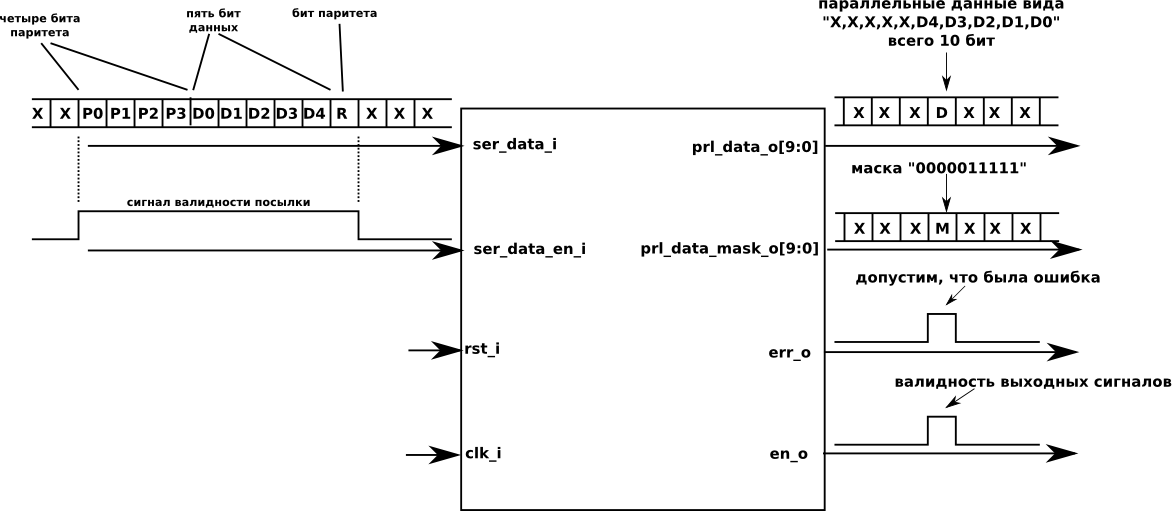 четыре бита
паритета
пять бит
данных
бит паритета
X X P0 P1 P2 P3 D0 D1 D2 D3 D4 R X X X
ser_data_i
сигнал валидности посылки
ser_data_en_i
rst_i
clk_i
параллельные данные вида
"X,X,X,X,X,D4,D3,D2,D1,D0"
всего 10 бит
X X X D X X X
prl_data_o[9:0]
маска "0000011111"
X X X M X X X
prl_data_mask_o[9:0]
допустим, что была ошибка
err_o
валидность выходных сигналов
en_o